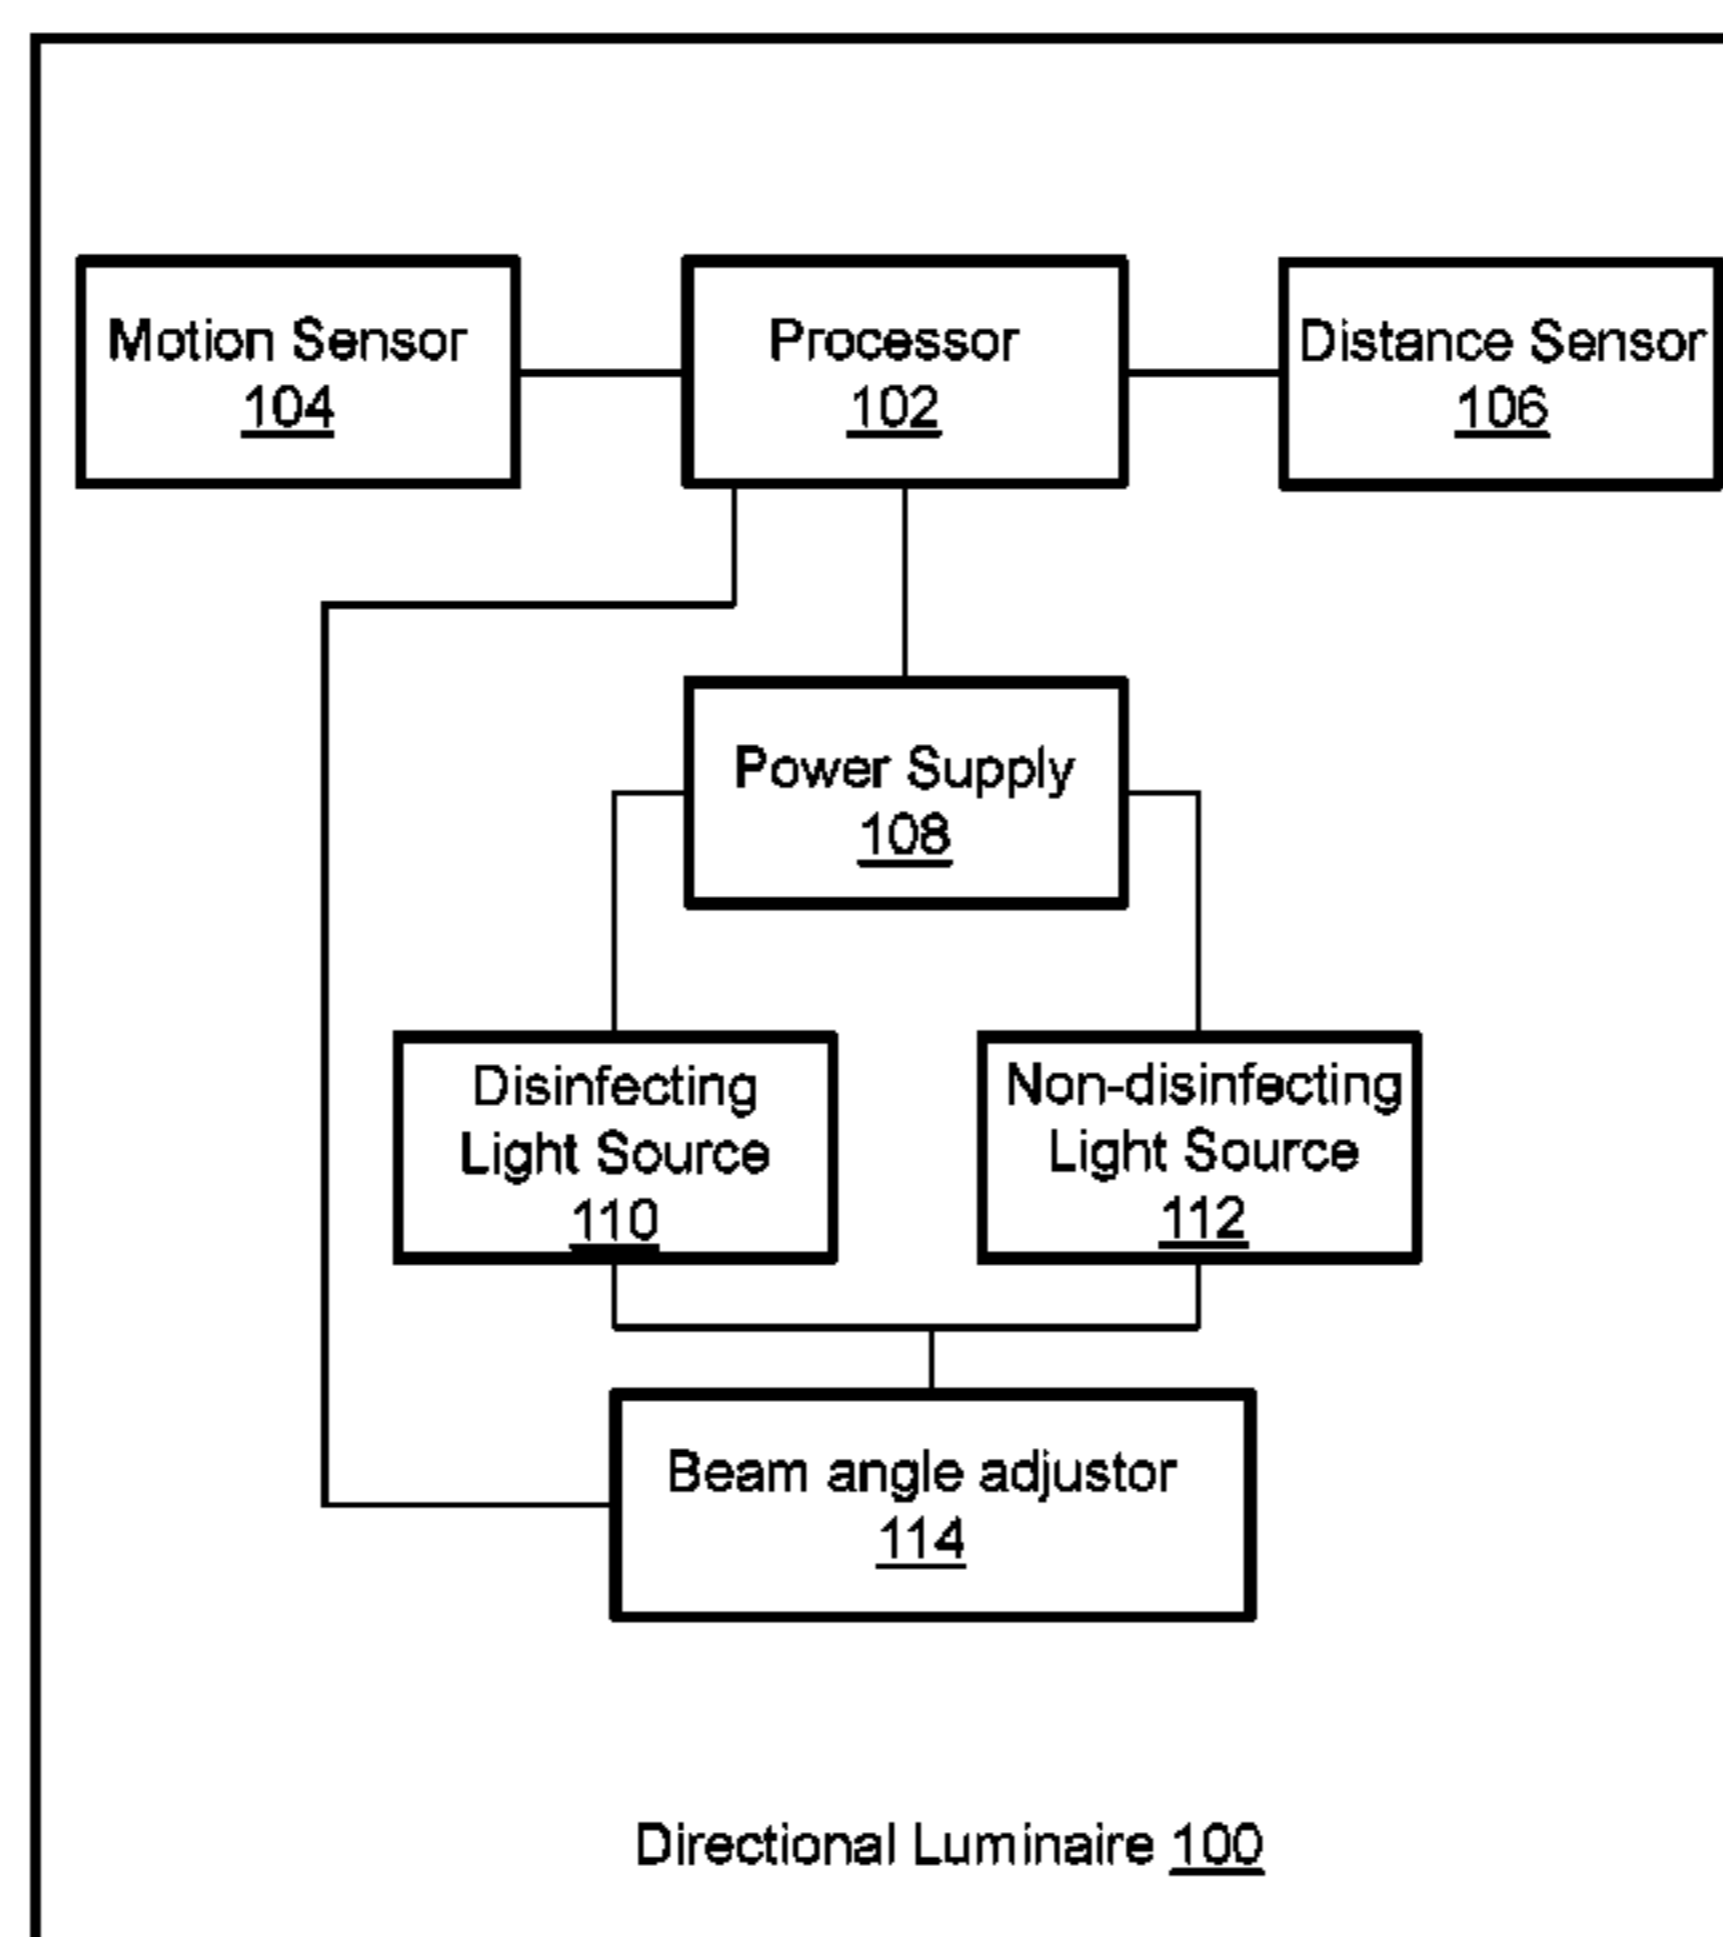 Motion Sensor
104
Processor
102
Distance Sensor
106
Power Supply
108
Disinfecting
Light Source
110
Non-disinfecting
Light Source
112
Beam angle adjustor
114
Directional Luminaire 100